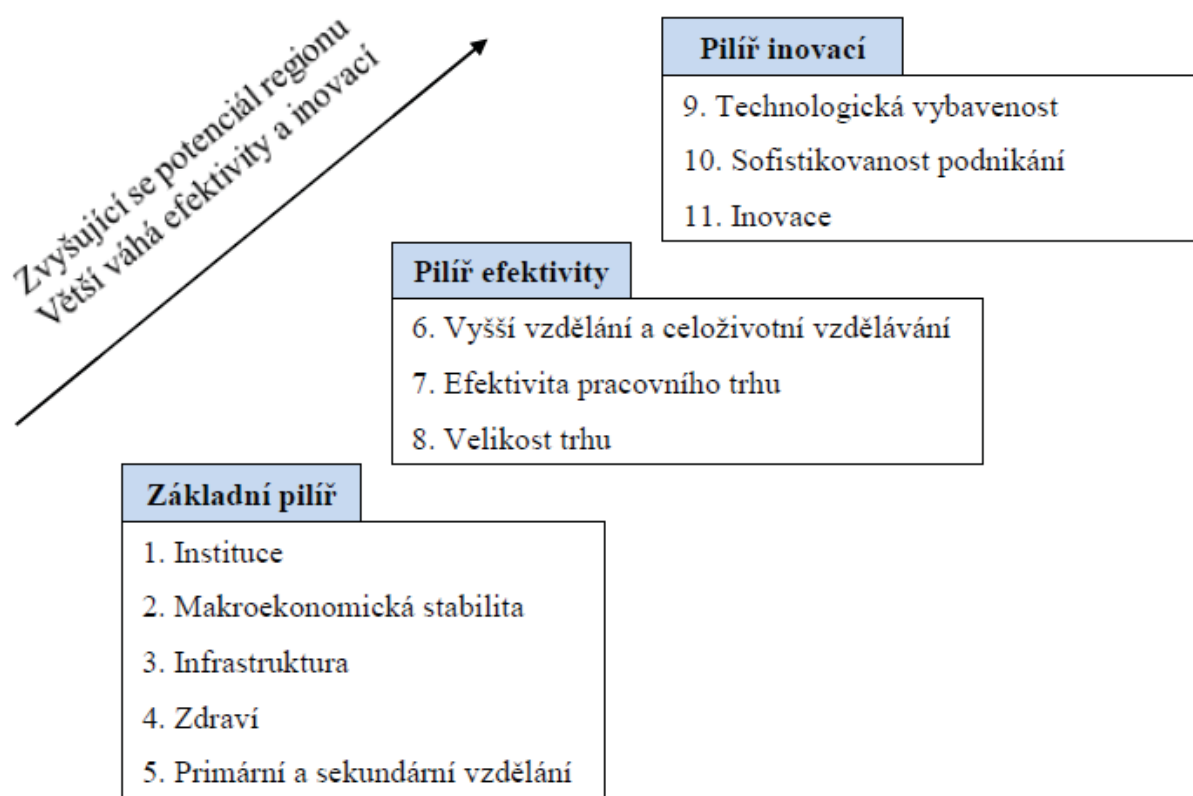 Zvyšující se potenciál regionu
Větší váhá efektivity a inovací
Pilíř inovací
9. Technologická vybavenost
10. Sofistikovanost podnikání
11. Inovace
Pilíř efektivity
6. Vyšší vzdělání a celoživotní vzdělávání
7. Efektivita pracovního trhu
8. Velikost trhu
Základní pilíř
1. Instituce
2. Makroekonomická stabilita
3. Infrastruktura
4. Zdraví
5. Primární a sekundární vzdělání